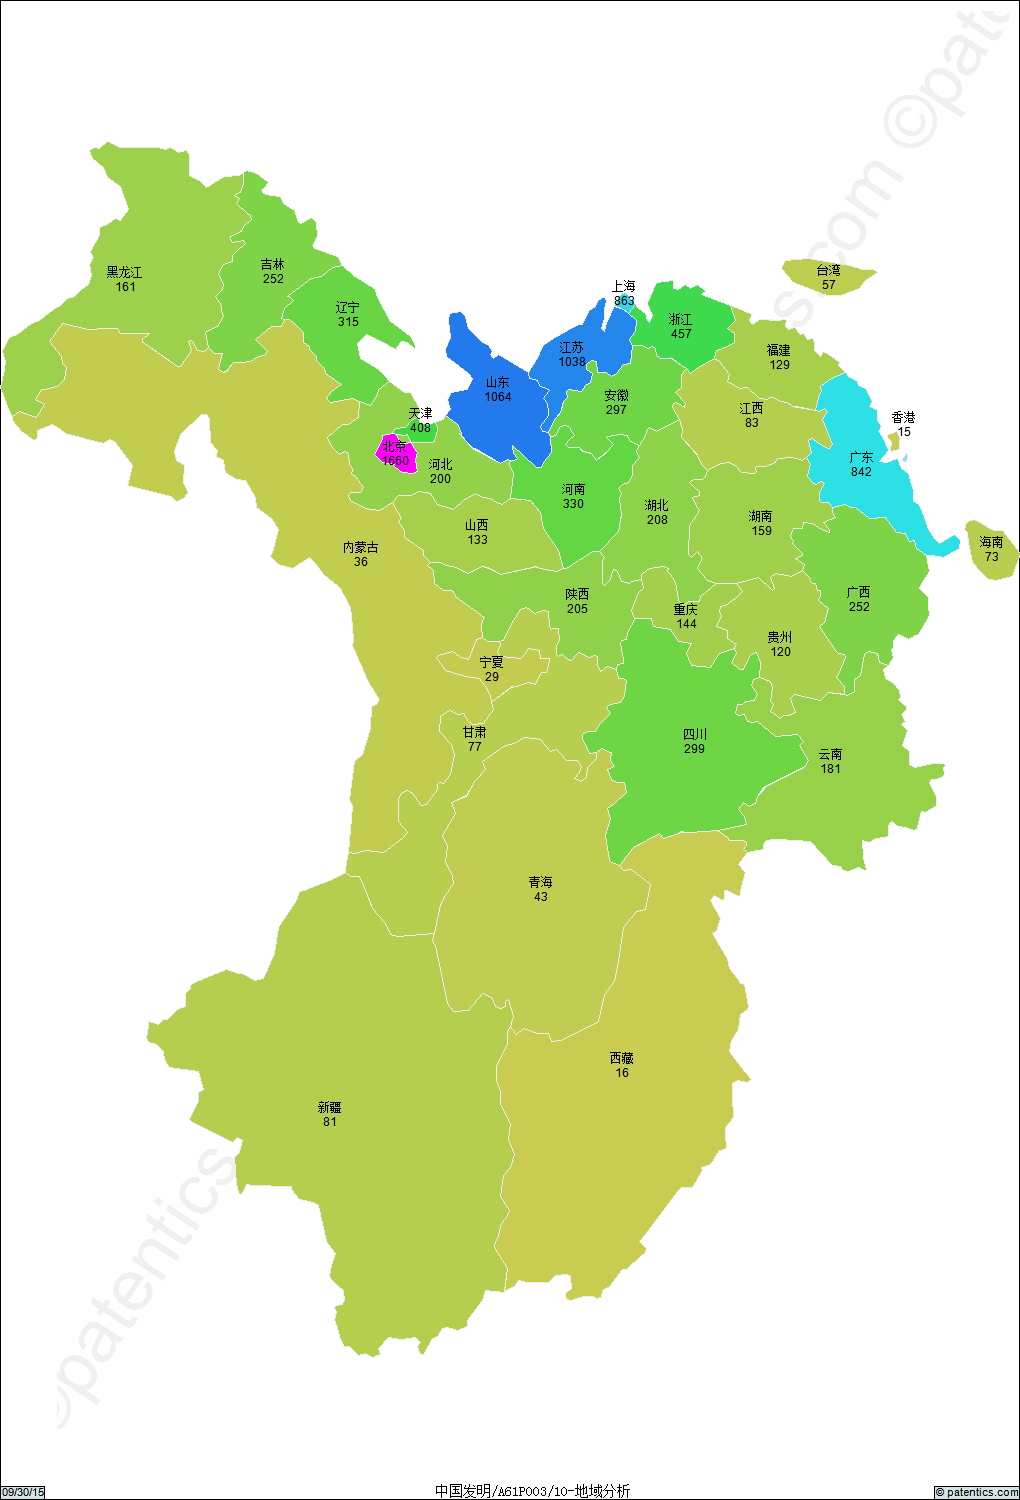 ©patentics.com ©pate
黑龙江
161
吉林
252
辽宁
315
台湾
57
上海
863
浙江
457
江苏
1038
福建
129
山东
1064
安徽
297
江西
83
天津
408
香港
15
北京
1660
河北
200
广东
842
河南
330
湖北
208
湖南
159
山西
133
海南
73
内蒙古
36
陕西
205
重庆
144
广西
252
贵州
120
宁夏
29
甘肃
77
四川
299
云南
181
青海
43
西藏
16
新疆
81
09/30/15
中国发明/A61P003/10-地域分析
© patentics.com